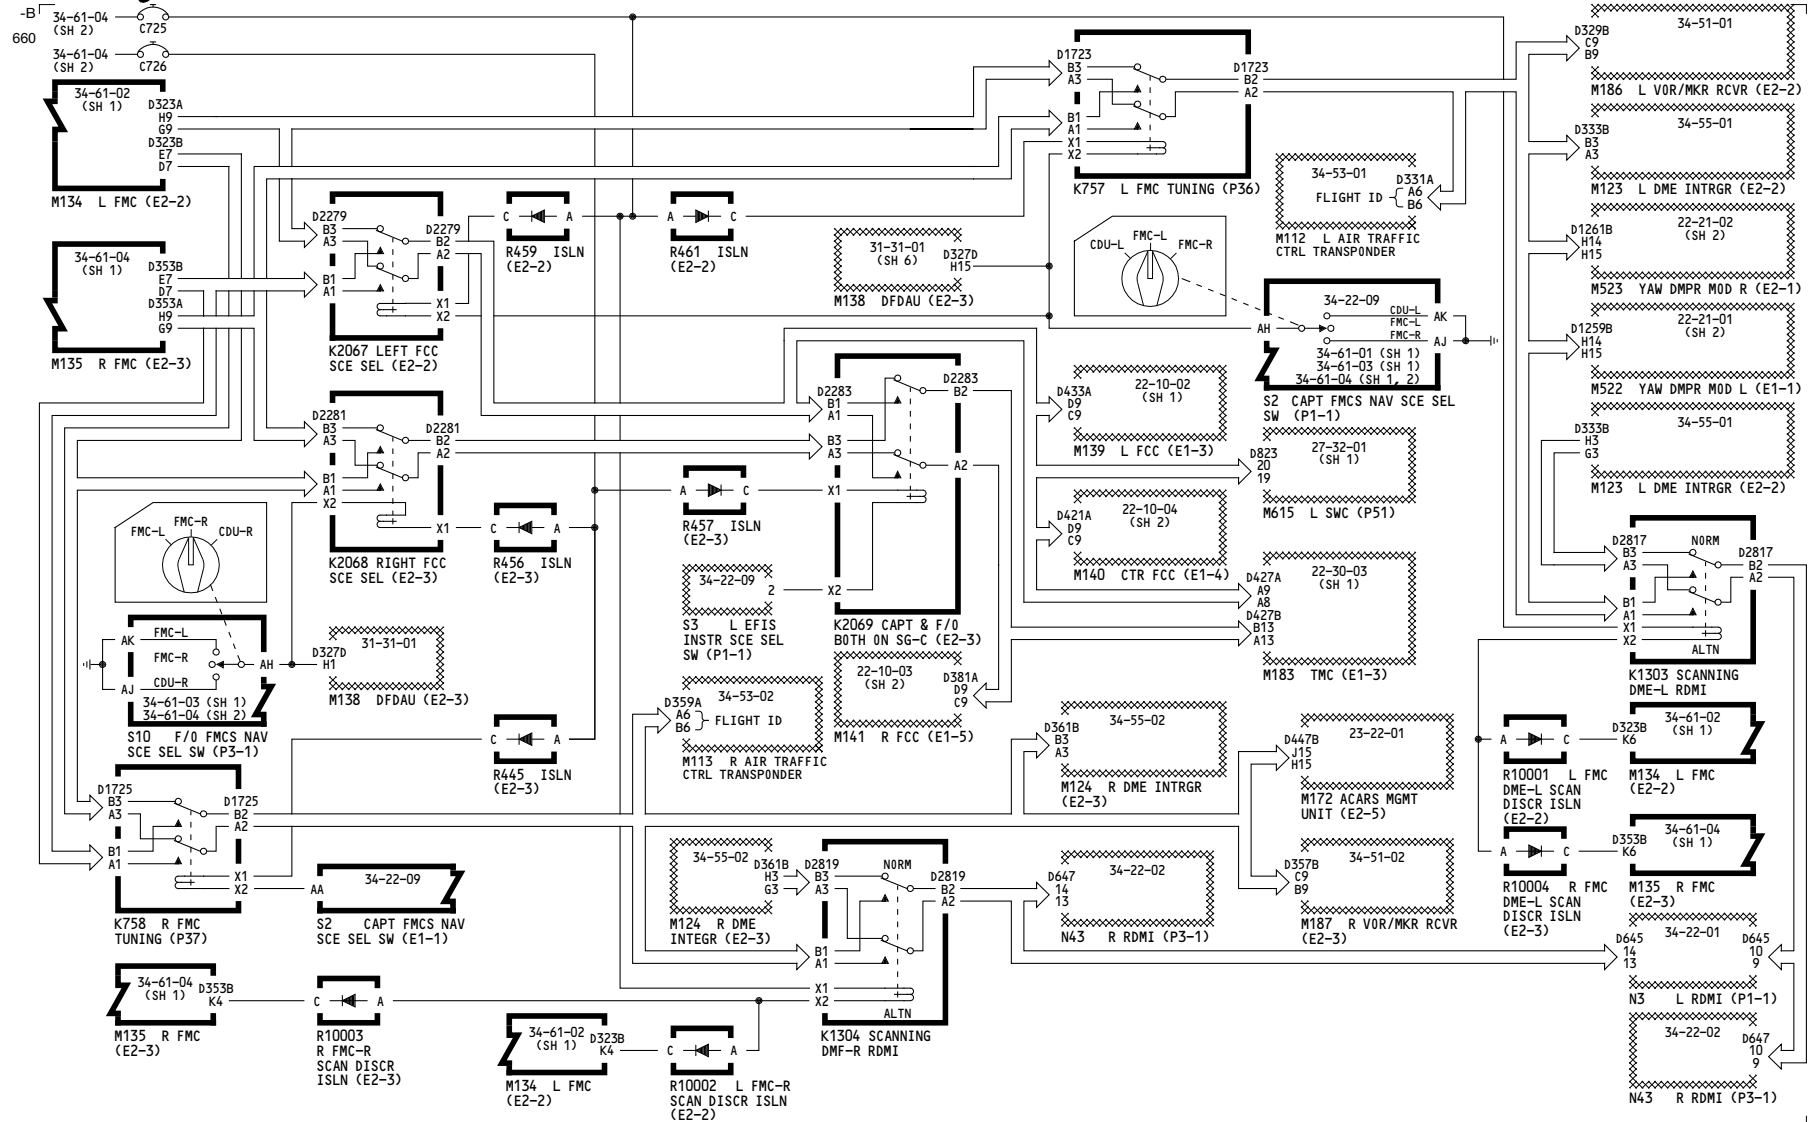 -B
660
34-61-04
(SH 2)
C725
34-61-04
(SH 2)
C726
34-61-02
(SH 1)
D323A
H9
G9
D323B
E7
D7
M134 L FMC (E2-2)
34-61-04
(SH 1)
D353B
E7
D7
D353A
H9
G9
M135 R FMC (E2-3)
D2279
B3
A3
B1
A1
D2279
B2
A2
X1
X2
K2067 LEFT FCC
SCE SEL (E2-2)
C
A
R459 ISLN
(E2-2)
A
C
R461 ISLN
(E2-2)
31-31-01
(SH 6)
D327D
H15
M138 DFDAU (E2-3)
D1723
B3
A3
B1
A1
X1
X2
D1723
B2
A2
K757 L FMC TUNING (P36)
34-53-01
FLIGHT ID
D331A
A6
B6
M112 L AIR TRAFFIC
CTRL TRANSPONDER
CDU-L
FMC-L
FMC-R
34-22-09
AH
CDU-L
AK
FMC-L
FMC-R
AJ
34-61-01 (SH 1)
34-61-03 (SH 1)
34-61-04 (SH 1, 2)
S2 CAPT FMCS NAV SCE SEL
SW (P1-1)
34-51-01
D329B
C9
B9
M186 L VOR/MKR RCVR (E2-2)
34-55-01
D333B
B3
A3
M123 L DME INTRGR (E2-2)
22-21-02
(SH 2)
D1261B
H14
H15
M523 YAW DMPR MOD R (E2-1)
22-21-01
(SH 2)
D1259B
H14
H15
M522 YAW DMPR MOD L (E1-1)
34-55-01
D333B
H3
G3
M123 L DME INTRGR (E2-2)
D2281
B3
A3
B1
A1
X2
D2281
B2
A2
X1
K2068 RIGHT FCC
SCE SEL (E2-3)
C
A
R456 ISLN
(E2-3)
A
C
R457 ISLN
(E2-3)
34-22-09
2
S3 L EFIS
INSTR SCE SEL
SW (P1-1)
D2283
B1
A1
B3
A3
X1
X2
D2283
B2
A2
K2069 CAPT & F/O
BOTH ON SG-C (E2-3)
22-10-02
(SH 1)
D433A
D9
C9
M139 L FCC (E1-3)
27-32-01
(SH 1)
D823
20
19
M615 L SWC (P51)
22-10-04
(SH 2)
D421A
D9
C9
M140 CTR FCC (E1-4)
22-30-03
(SH 1)
D427A
A9
A8
D427B
B13
A13
M183 TMC (E1-3)
FMC-L
FMC-R
CDU-R
AK
FMC-L
FMC-R
AH
AJ
CDU-R
34-61-03 (SH 1)
34-61-04 (SH 2)
S10 F/O FMCS NAV
SCE SEL SW (P3-1)
31-31-01
D327D
H1
M138 DFDAU (E2-3)
C
A
R445 ISLN
(E2-3)
34-53-02
D359A
A6
B6
FLIGHT ID
M113 R AIR TRAFFIC
CTRL TRANSPONDER
22-10-03
(SH 2)
D381A
D9
C9
M141 R FCC (E1-5)
34-55-02
D361B
B3
A3
M124 R DME INTRGR
(E2-3)
23-22-01
D447B
J15
H15
M172 ACARS MGMT
UNIT (E2-5)
D2817
B3
A3
B1
A1
X1
X2
NORM
ALTN
D2817
B2
A2
K1303 SCANNING
DME-L RDMI
A
C
R10001 L FMC
DME-L SCAN
DISCR ISLN
(E2-2)
34-61-02
(SH 1)
D323B
K6
M134 L FMC
(E2-2)
A
C
R10004 R FMC
DME-L SCAN
DISCR ISLN
(E2-3)
34-61-04
(SH 1)
D353B
K6
M135 R FMC
(E2-3)
D1725
B3
A3
B1
A1
D1725
B2
A2
X1
X2
K758 R FMC
TUNING (P37)
34-22-09
AA
S2 CAPT FMCS NAV
SCE SEL SW (E1-1)
34-55-02
D361B
H3
G3
M124 R DME
INTEGR (E2-3)
D2819
B3
A3
B1
A1
X1
X2
NORM
ALTN
D2819
B2
A2
K1304 SCANNING
DMF-R RDMI
34-22-02
D647
14
13
N43 R RDMI (P3-1)
34-51-02
D357B
C9
B9
M187 R VOR/MKR RCVR
(E2-3)
34-22-01
D645
14
13
D645
10
9
N3 L RDMI (P1-1)
34-22-02
D647
10
9
N43 R RDMI (P3-1)
34-61-04
(SH 1)
D353B
K4
M135 R FMC
(E2-3)
C
A
R10003
R FMC-R
SCAN DISCR
ISLN (E2-3)
34-61-02
(SH 1)
D323B
K4
M134 L FMC
(E2-2)
C
A
R10002 L FMC-R
SCAN DISCR ISLN
(E2-2)